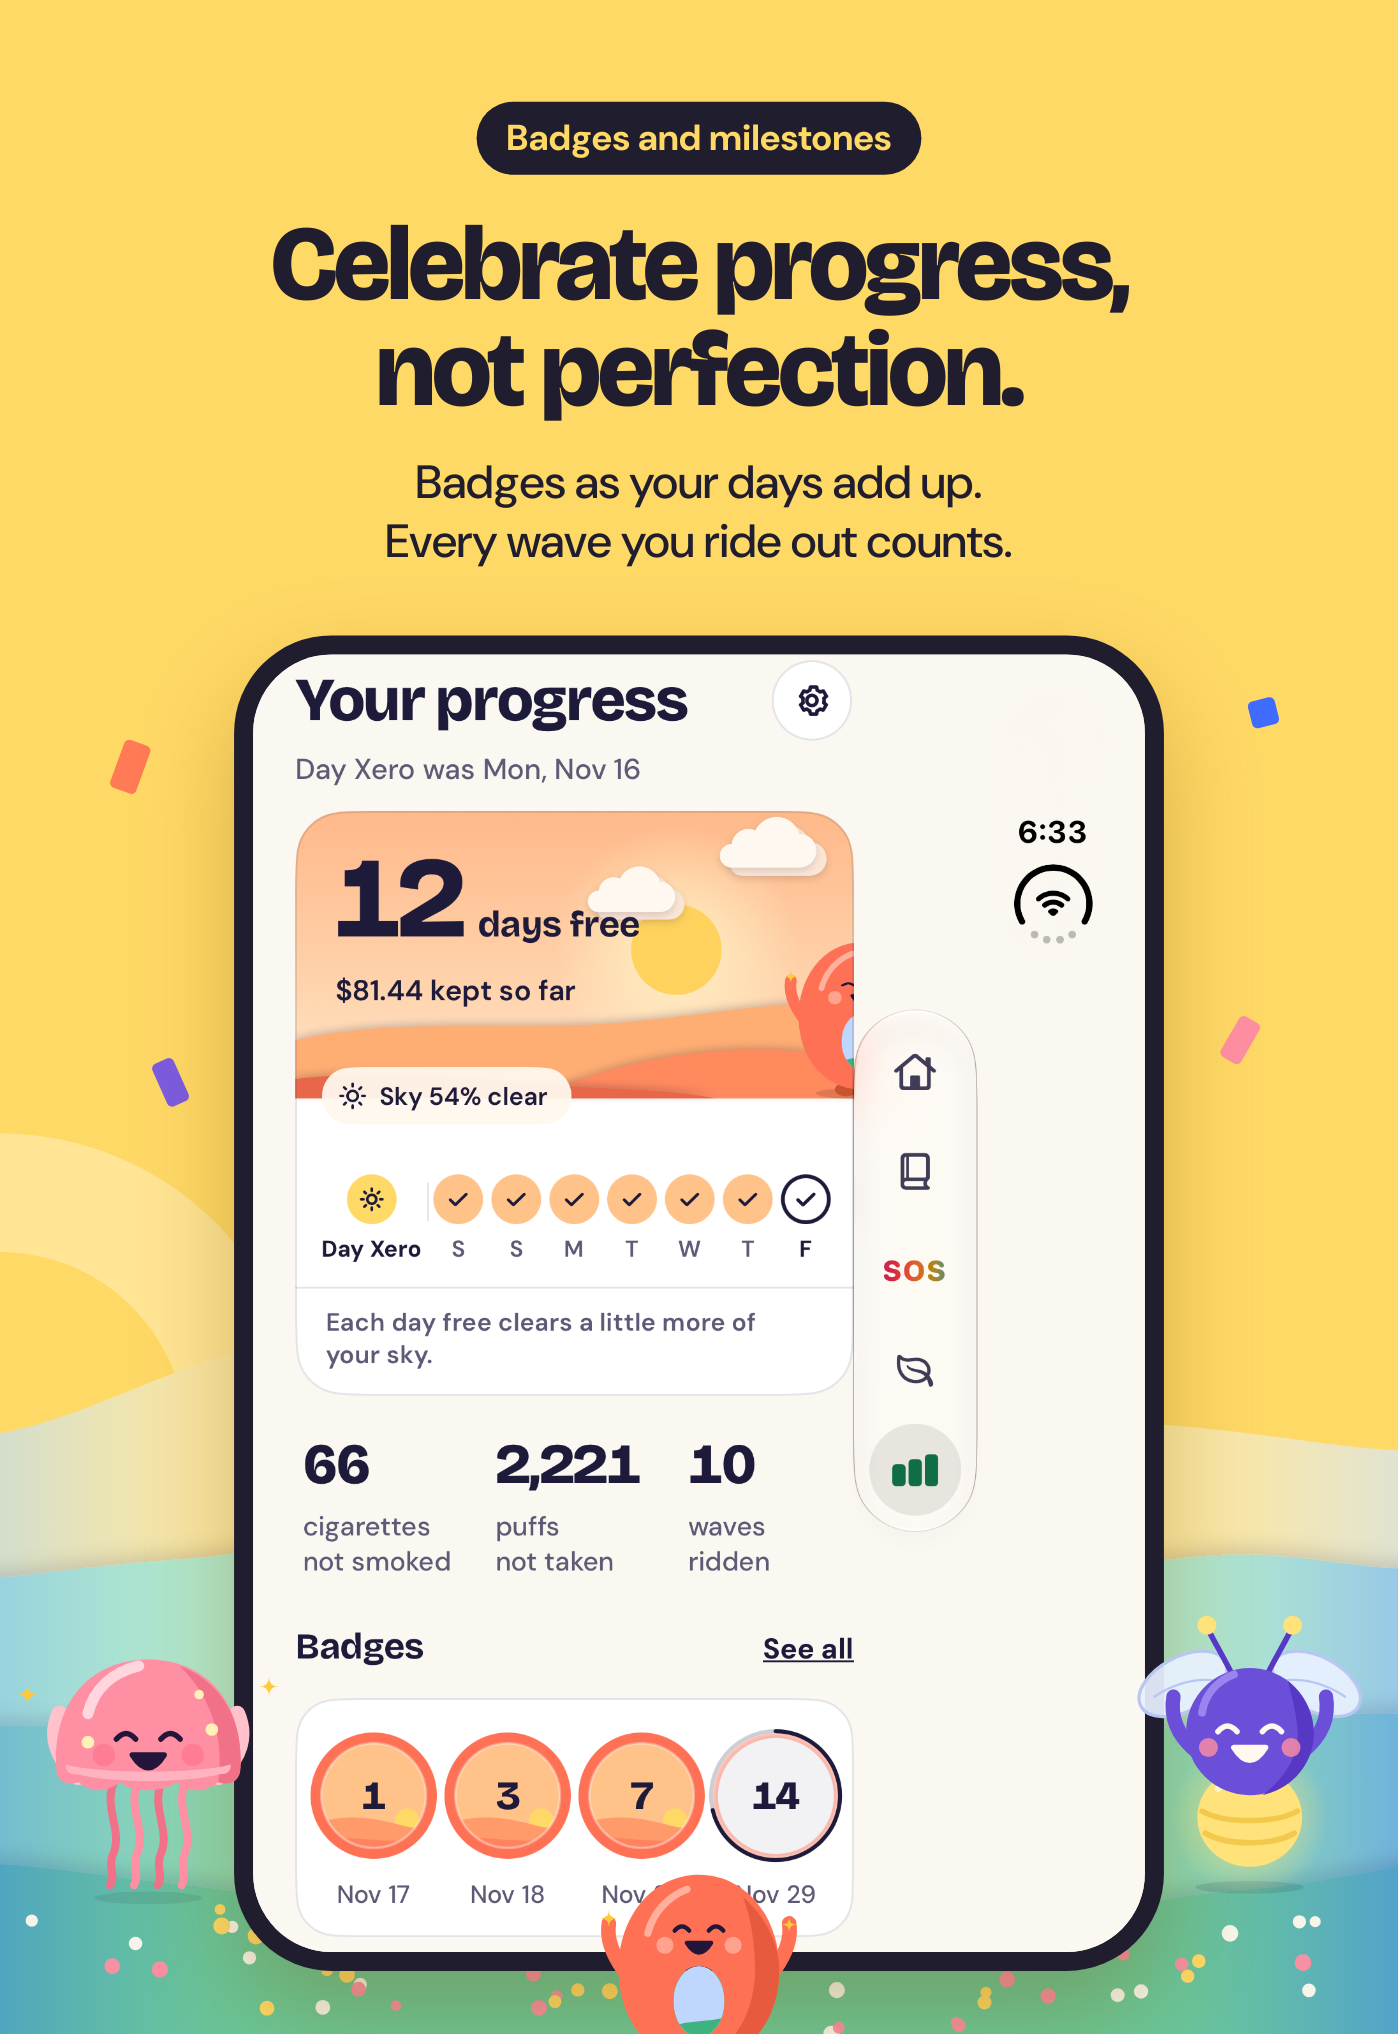 Badges and milestones
Celebrate progress,
not perfection.
Badges as your days add up.
Every wave you ride out counts.
Your progress
Day Xero was Mon, Nov 16
6:33
12 days free
$81.44 kept so far
Sky 54% clear
Day Xero S S M T W T F
Each day free clears a little more of
your sky.
SOS
66 2,221 10
cigarettes puffs waves
not smoked not taken ridden
Badges See all
1 3 7 14
Nov 17 Nov 18 Nov Nov 29